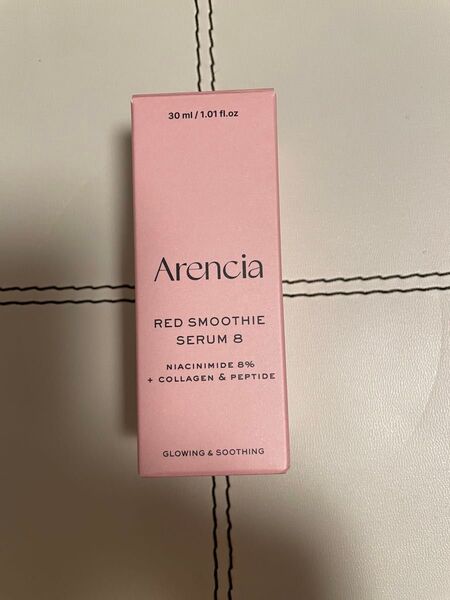 30 ml / 1.01 fl.oz
Arencia
RED SMOOTHIE
SERUM 8
NIACINIMIDE 8%
+ COLLAGEN & PEPTIDE
GLOWING & SOOTHING